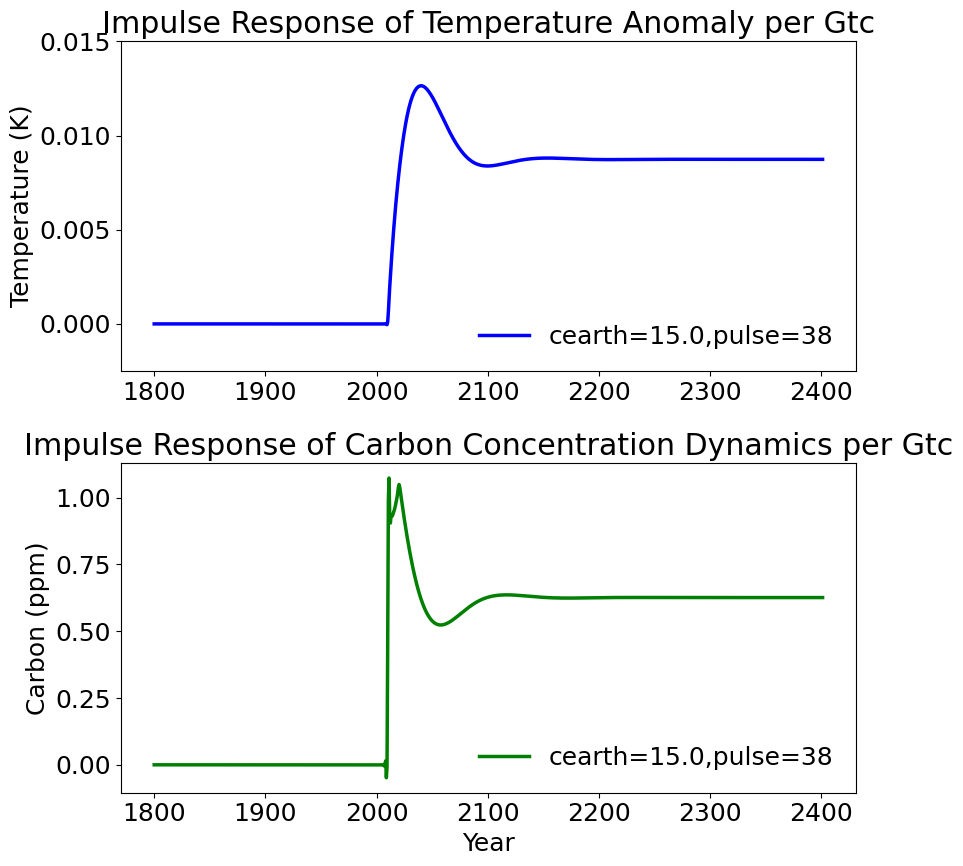 Impulse Response of Temperature Anomaly per Gtc
0.015
0.010
0.005
0.000
Temperature (K)
cearth=15.0,pulse=38
1800 1900 2000 2100 2200 2300 2400
Impulse Response of Carbon Concentration Dynamics per Gtc
1.00
0.75
0.50
0.25
0.00
Carbon (ppm)
cearth=15.0,pulse=38
1800 1900 2000 2100 2200 2300 2400
Year